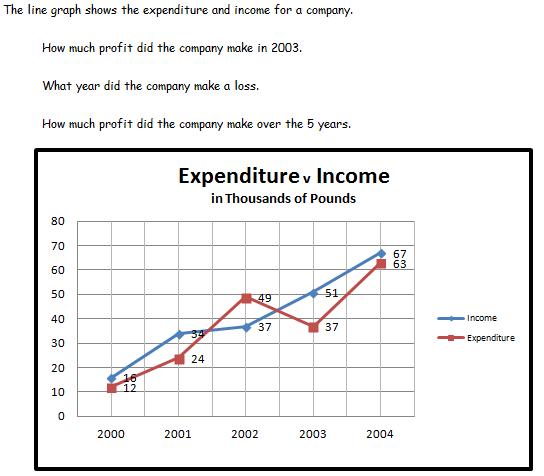 The line graph shows the expenditure and income for a company.
How much profit did the company make in 2003.
What year did the company make a loss.
How much profit did the company make over the 5 years.
Expenditure v Income
in Thousands of Pounds
80
70
60
50
40
30
20
10
0
67
63
51
49
37
37
34
24
16
12
Income
Expenditure
2000 2001 2002 2003 2004